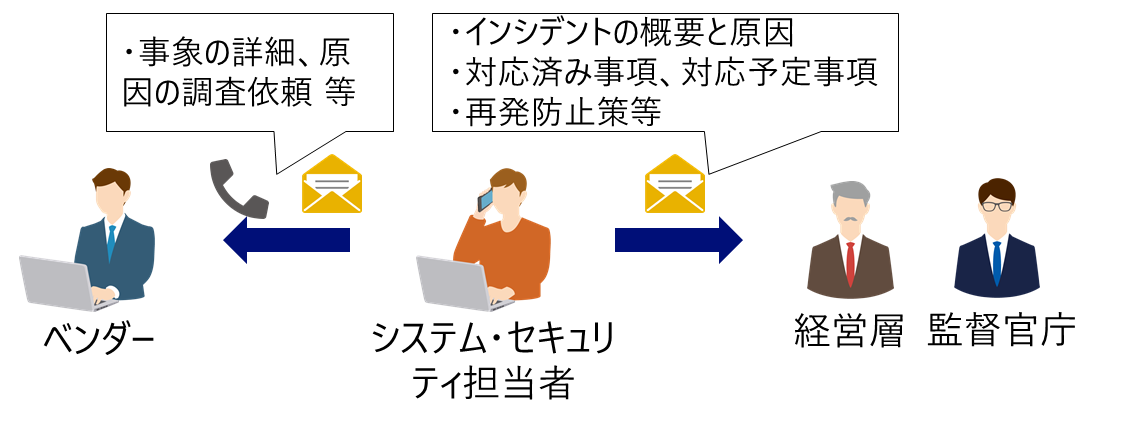 ・事象の詳細、原
因の調査依頼 等
・インシデントの概要と原因
・対応済み事項、対応予定事項
・再発防止策等
ベンダー
システム・セキュリ
ティ担当者
経営層
監督官庁